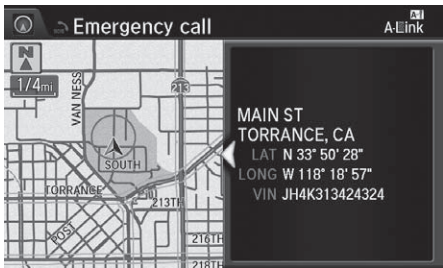 Emergency call
A-Link
N
1/4mi
VAN NESS
213
MAIN ST
TORRANCE, CA
LAT N 33° 50' 28"
LONG W 118° 18' 57"
VIN JH4K313424324
SOUTH
TORRANCE
213TH
POST
216TH
218TH